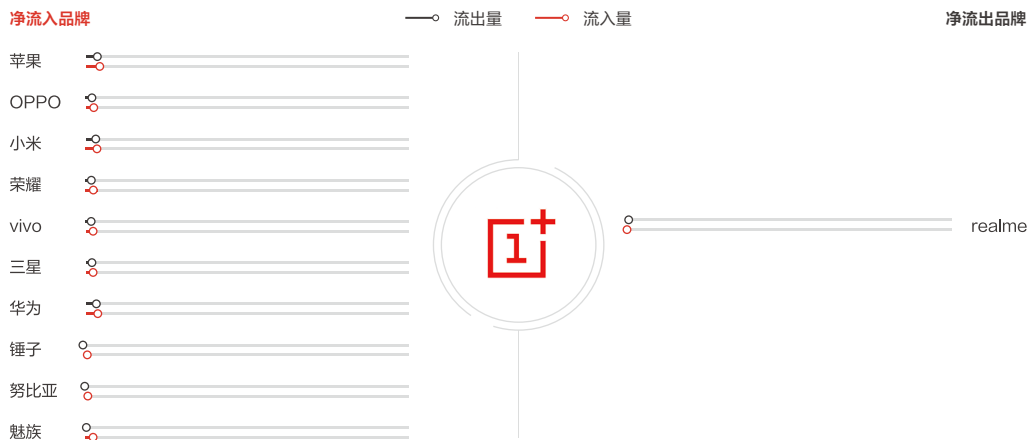 净流入品牌
流出量
流入量
净流出品牌
苹果
OPPO
小米
荣耀
vivo
realme
三星
华为
锤子
努比亚
魅族